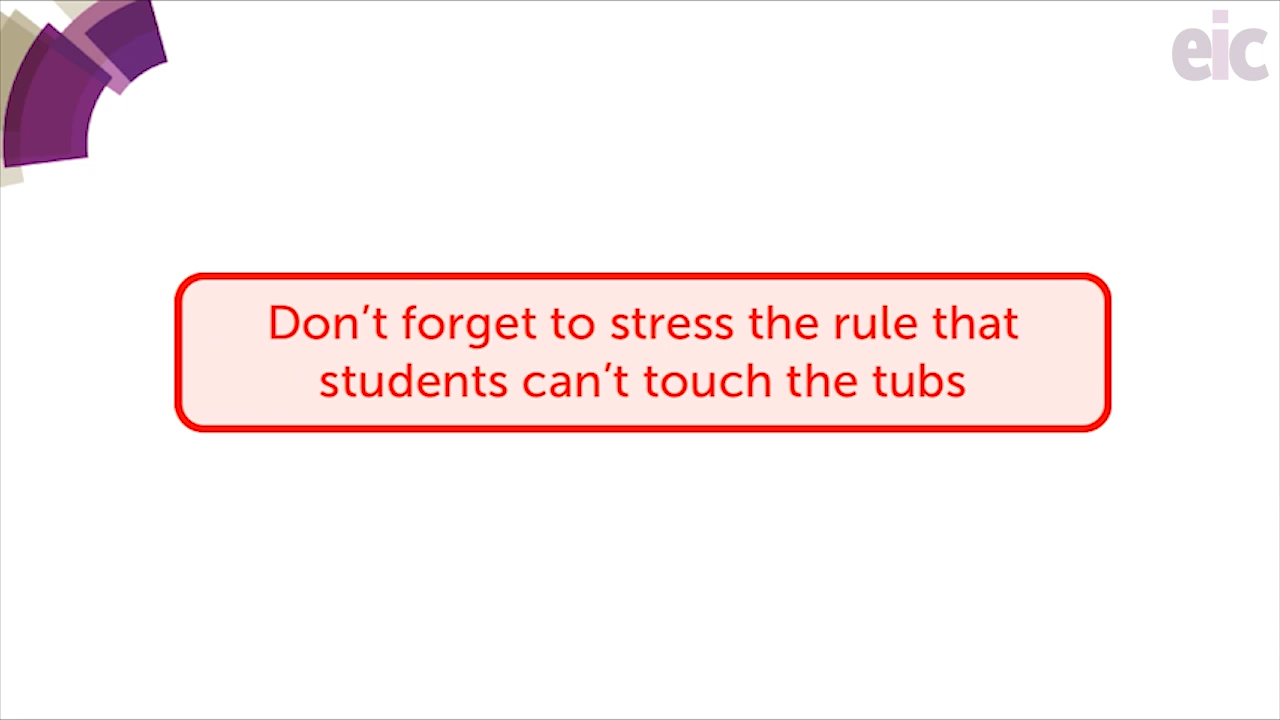 eic
Don’t forget to stress the rule that
students can’t touch the tubs